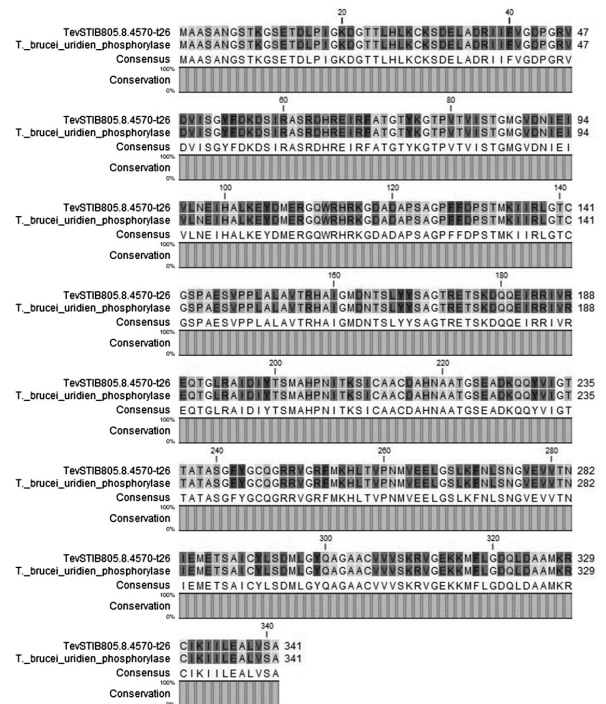 20 40
TevSTIB805.8.4570-t26 MAASANGSTKGSETDLPIGKDGTTLHLKCKSDELADRIIFVGDPGRV 47
T._brucei_uridien_phosphorylase MAASANGSTKGSETDLPIGKDGTTLHLKCKSDELADRIIFVGDPGRV 47
Consensus MAASANGSTKGSETDLPIGKDGTTLHLKCKSDELADRIIFVGDPGRV
100%
Conservation
0%
60 80
TevSTIB805.8.4570-t26 DVISGYFDKDSIRASRDHREIRFATGTYKGTPVTVISTGMGVDNIEI 94
T._brucei_uridien_phosphorylase DVISGYFDKDSIRASRDHREIRFATGTYKGTPVTVISTGMGVDNIEI 94
Consensus DVISGYFDKDSIRASRDHREIRFATGTYKGTPVTVISTGMGVDNIEI
100%
Conservation
0%
100 120 140
TevSTIB805.8.4570-t26 VLNEIHALKEYDMERGQWRHRKGDADAPSAGPFFDPSTMKIIRLGTC 141
T._brucei_uridien_phosphorylase VLNEIHALKEYDMERGQWRHRKGDADAPSAGPFFDPSTMKIIRLGTC 141
Consensus VLNEIHALKEYDMERGQWRHRKGDADAPSAGPFFDPSTMKIIRLGTC
100%
Conservation
0%
160 180
TevSTIB805.8.4570-t26 GSPAESVPPLALAVTRHAIGMDNTSLYYSAGTRETSKDQQEIRRIVR 188
T._brucei_uridien_phosphorylase GSPAESVPPLALAVTRHAIGMDNTSLYYSAGTRETSKDQQEIRRIVR 188
Consensus GSPAESVPPLALAVTRHAIGMDNTSLYYSAGTRETSKDQQEIRRIVR
100%
Conservation
0%
200 220
TevSTIB805.8.4570-t26 EQTGLRAIDIYTSMAHPNITKSICAACDAHNAATGSEADKQQYVIGT 235
T._brucei_uridien_phosphorylase EQTGLRAIDIYTSMAHPNITKSICAACDAHNAATGSEADKQQYVIGT 235
Consensus EQTGLRAIDIYTSMAHPNITKSICAACDAHNAATGSEADKQQYVIGT
100%
Conservation
0%
240 260 280
TevSTIB805.8.4570-t26 TATASGFYGCQGRRVGRFMKHLTVPNMVEELGSLKFNLSNGVEVVTN 282
T._brucei_uridien_phosphorylase TATASGFYGCQGRRVGRFMKHLTVPNMVEELGSLKFNLSNGVEVVTN 282
Consensus TATASGFYGCQGRRVGRFMKHLTVPNMVEELGSLKFNLSNGVEVVTN
100%
Conservation
0%
300 320
TevSTIB805.8.4570-t26 IEMETSAICYLSDMLGYQAGAACVVVSKRVGEKKMFLGDQLDAAMKR 329
T._brucei_uridien_phosphorylase IEMETSAICYLSDMLGYQAGAACVVVSKRVGEKKMFLGDQLDAAMKR 329
Consensus IEMETSAICYLSDMLGYQAGAACVVVSKRVGEKKMFLGDQLDAAMKR
100%
Conservation
0%
340
TevSTIB805.8.4570-t26 CIKIILEALVSA 341
T._brucei_uridien_phosphorylase CIKIILEALVSA 341
Consensus CIKIILEALVSA
100%
Conservation
0%